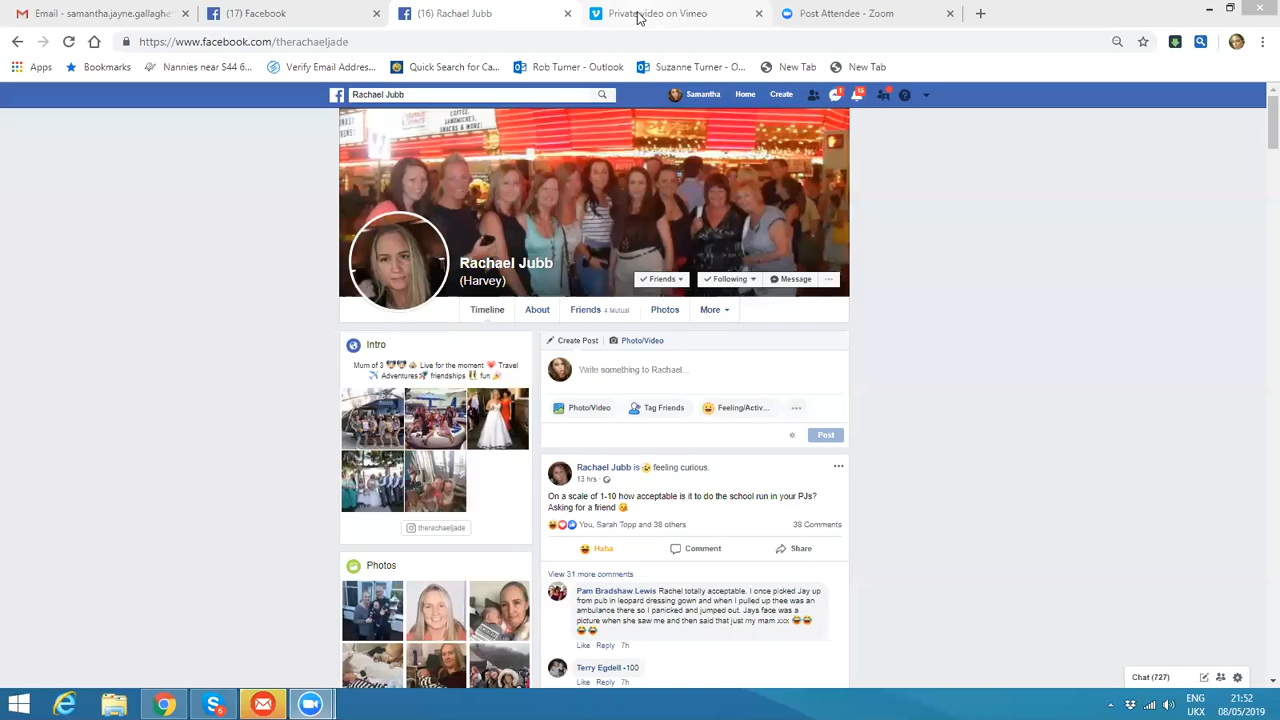 Email - samantha.jayne.gallaghe
(17) Facebook
(16) Rachael Jubb
Private video on Vimeo
Post Attendee - Zoom
https://www.facebook.com/therachaeljade
Apps
Bookmarks
Nannies near S44 6...
Verify Email Addres...
Quick Search for Ca...
Rob Turner - Outlook
Suzanne Turner - O...
New Tab
New Tab
Rachael Jubb
Samantha
Home
Create
1
15
COFFEE,
SANDWICHES,
SNACKS & MORE!
Rachael Jubb
(Harvey)
Friends
Following
Message
Timeline
About
Friends 4 Mutual
Photos
More
Intro
Mum of 3 Live for the moment Travel
Adventures friendships fun
therachaeljade
Photos
Create Post
Photo/Video
Write something to Rachael...
Photo/Video
Tag Friends
Feeling/Activ...
Post
Rachael Jubb is feeling curious.
13 hrs ·
On a scale of 1-10 how acceptable is it to do the school run in your PJs?
Asking for a friend
You, Sarah Topp and 38 others
38 Comments
Haha
Comment
Share
View 31 more comments
Pam Bradshaw Lewis Rachel totally acceptable. I once picked Jay up
from pub in leopard dressing gown and when I pulled up thee was an
ambulance there so I panicked and jumped out. Jays face was a
picture when she saw me and then said that just my mam xxx
Like Reply 7h
Terry Egdell -100
Like Reply 7h
Chat (727)
6
ENG
UKX
21:52
08/05/2019